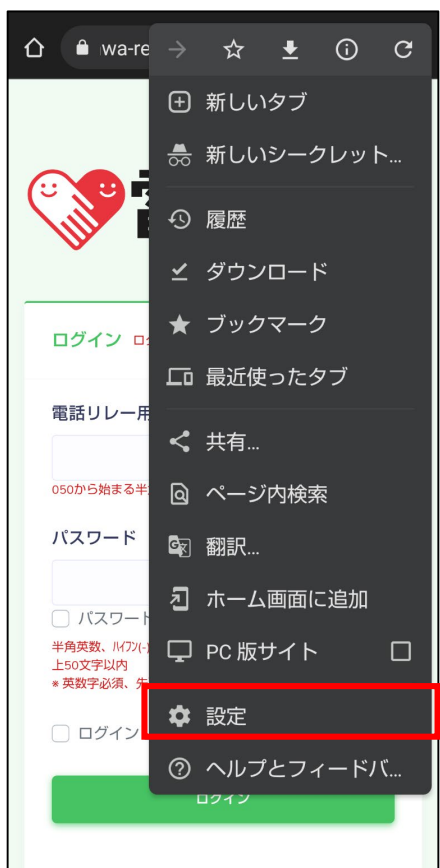 wa-re
新しいタブ
新しいシークレット...
履歴
ダウンロード
ブックマーク
ログイン
最近使ったタブ
電話リレー用
共有...
050から始まる半
ページ内検索
パスワード
翻訳...
ホーム画面に追加
パスワード
半角英数、ハイフン(-)
PC 版サイト
上50文字以内
* 英数字必須、先
設定
ログイン
ヘルプとフィードバ...
ログイン